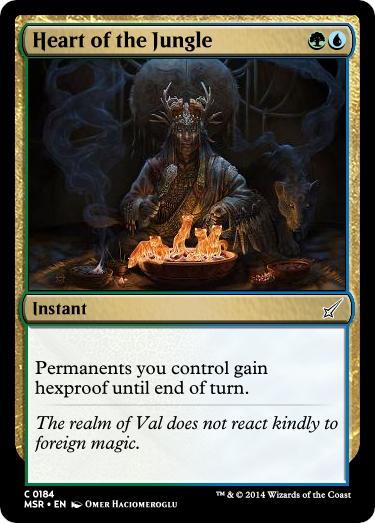 Heart of the Jungle
Instant
Permanents you control gain
hexproof until end of turn.
The realm of Val does not react kindly to
foreign magic.
C 0184
MSR • EN Omer Haciomeroglu
™ & © 2014 Wizards of the Coast